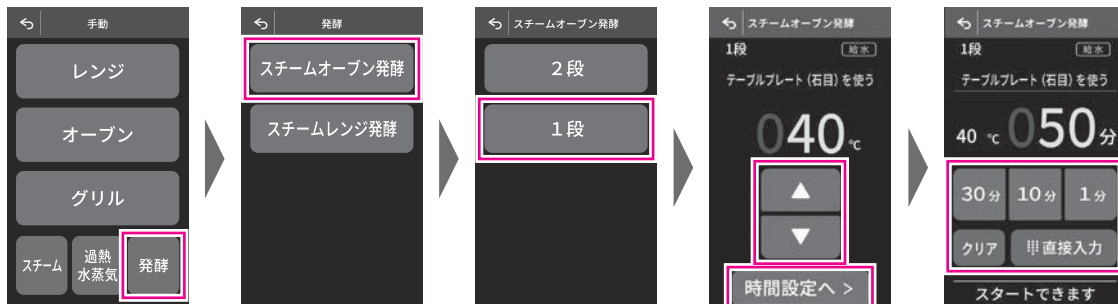 手動
レンジ
オーブン
グリル
スチーム
過熱
水蒸気
発酵
発酵
スチームオーブン発酵
スチームレンジ発酵
スチームオーブン発酵
2段
1段
スチームオーブン発酵
1段 給水
テーブルプレート(石目)を使う
040℃
▲
▼
時間設定へ >
スチームオーブン発酵
1段 給水
テーブルプレート(石目)を使う
40 ℃ 050分
30分 10分 1分
クリア 直接入力
スタートできます